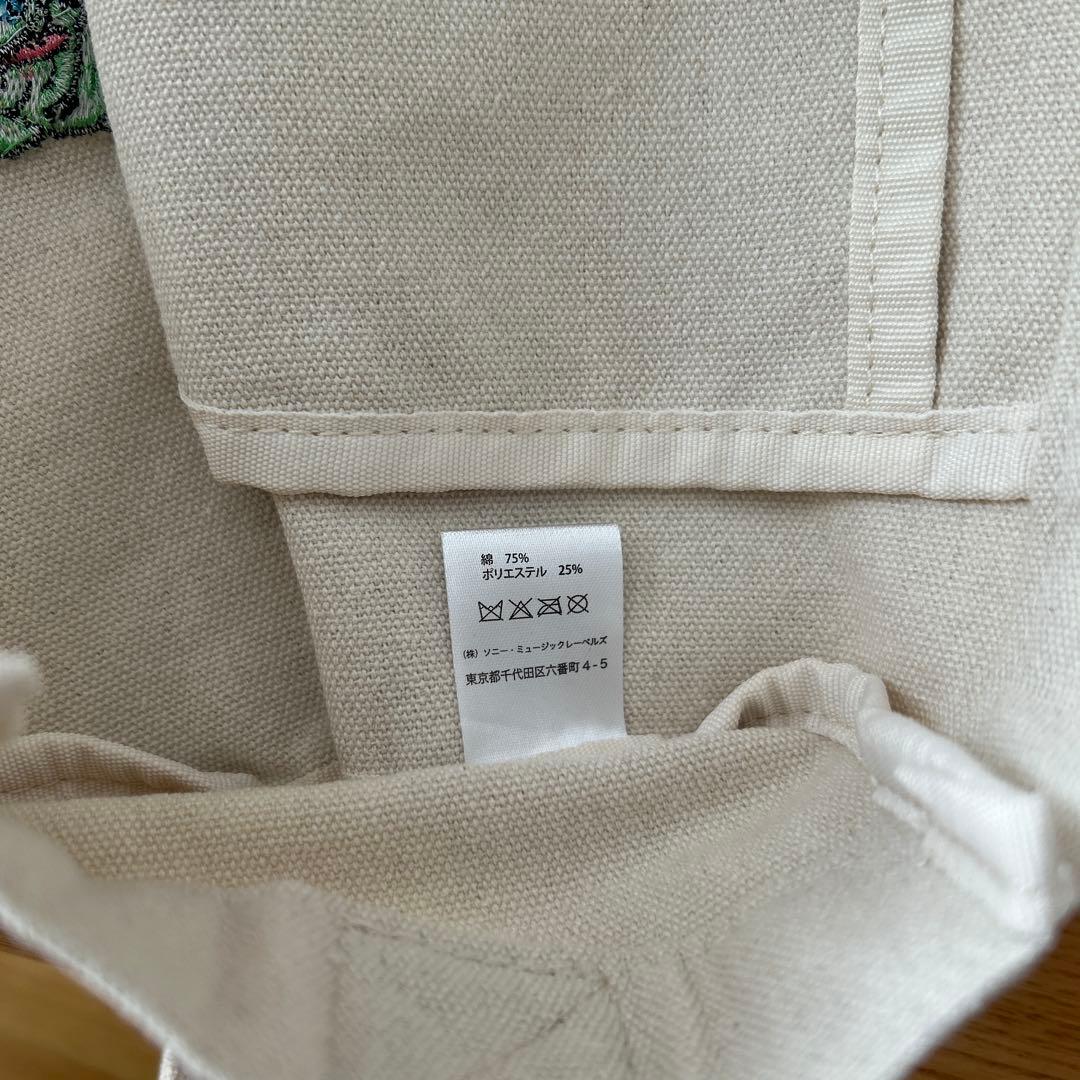 綿 75%
ポリエステル 25%
(株) ソニー・ミュージックレーベルズ
東京都千代田区六番町4-5